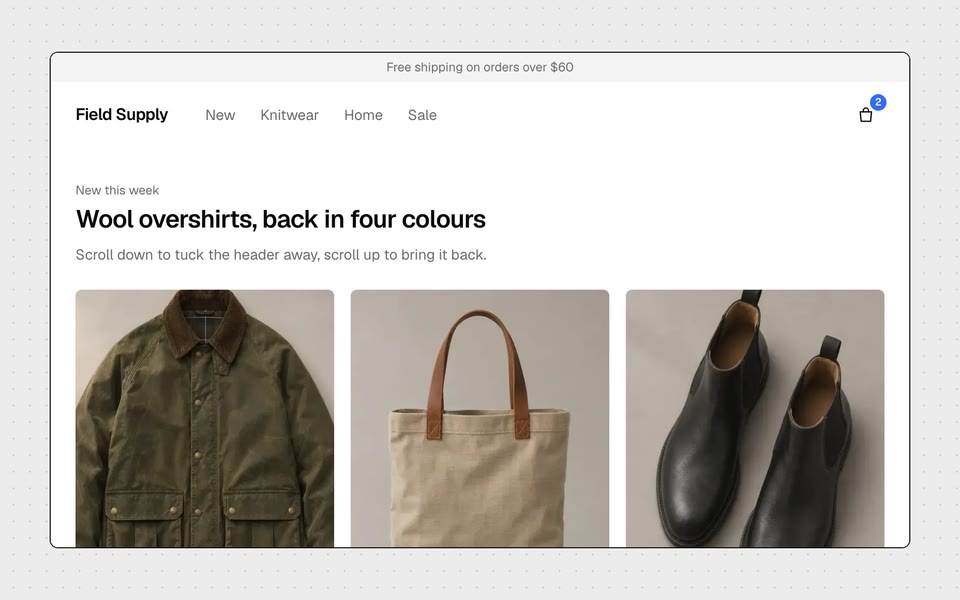 Free shipping on orders over $60
Field Supply New Knitwear Home Sale 2
New this week
Wool overshirts, back in four colours
Scroll down to tuck the header away, scroll up to bring it back.